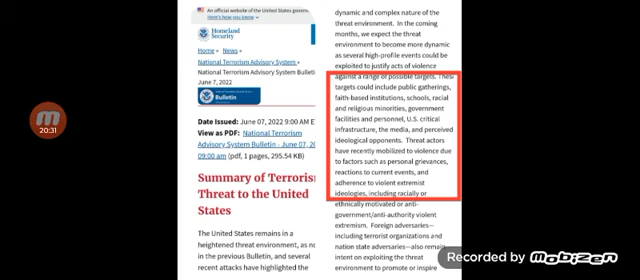 An official website of the United States governm
Here's how you know
Homeland
Security
Home
News
National Terrorism Advisory System
National Terrorism Advisory System Bulleti
June 7, 2022
Bulletin
Date Issued: June 07, 2022 9:00 AM E
View as PDF: National Terrorism
Advisory System Bulletin - June 07, 20
09:00 am (pdf, 1 pages, 295.54 KB)
Summary of Terroris
Threat to the United
States
The United States remains in a
heightened threat environment, as no
in the previous Bulletin, and several
recent attacks have highlighted the
dynamic and complex nature of the
threat environment. In the coming
months, we expect the threat
environment to become more dynamic
as several high-profile events could be
exploited to justify acts of violence
against a range of possible targets. Thes
targets could include public gatherings,
faith-based institutions, schools, racial
and religious minorities, government
facilities and personnel, U.S. critical
infrastructure, the media, and perceived
ideological opponents. Threat actors
have recently mobilized to violence due
to factors such as personal grievances,
reactions to current events, and
adherence to violent extremist
ideologies, including racially or
ethnically motivated or anti-
government/anti-authority violent
extremism. Foreign adversaries—
including terrorist organizations and
nation state adversaries—also remain
intent on exploiting the threat
environment to promote or inspire
20:31
Recorded by MOBIZEN